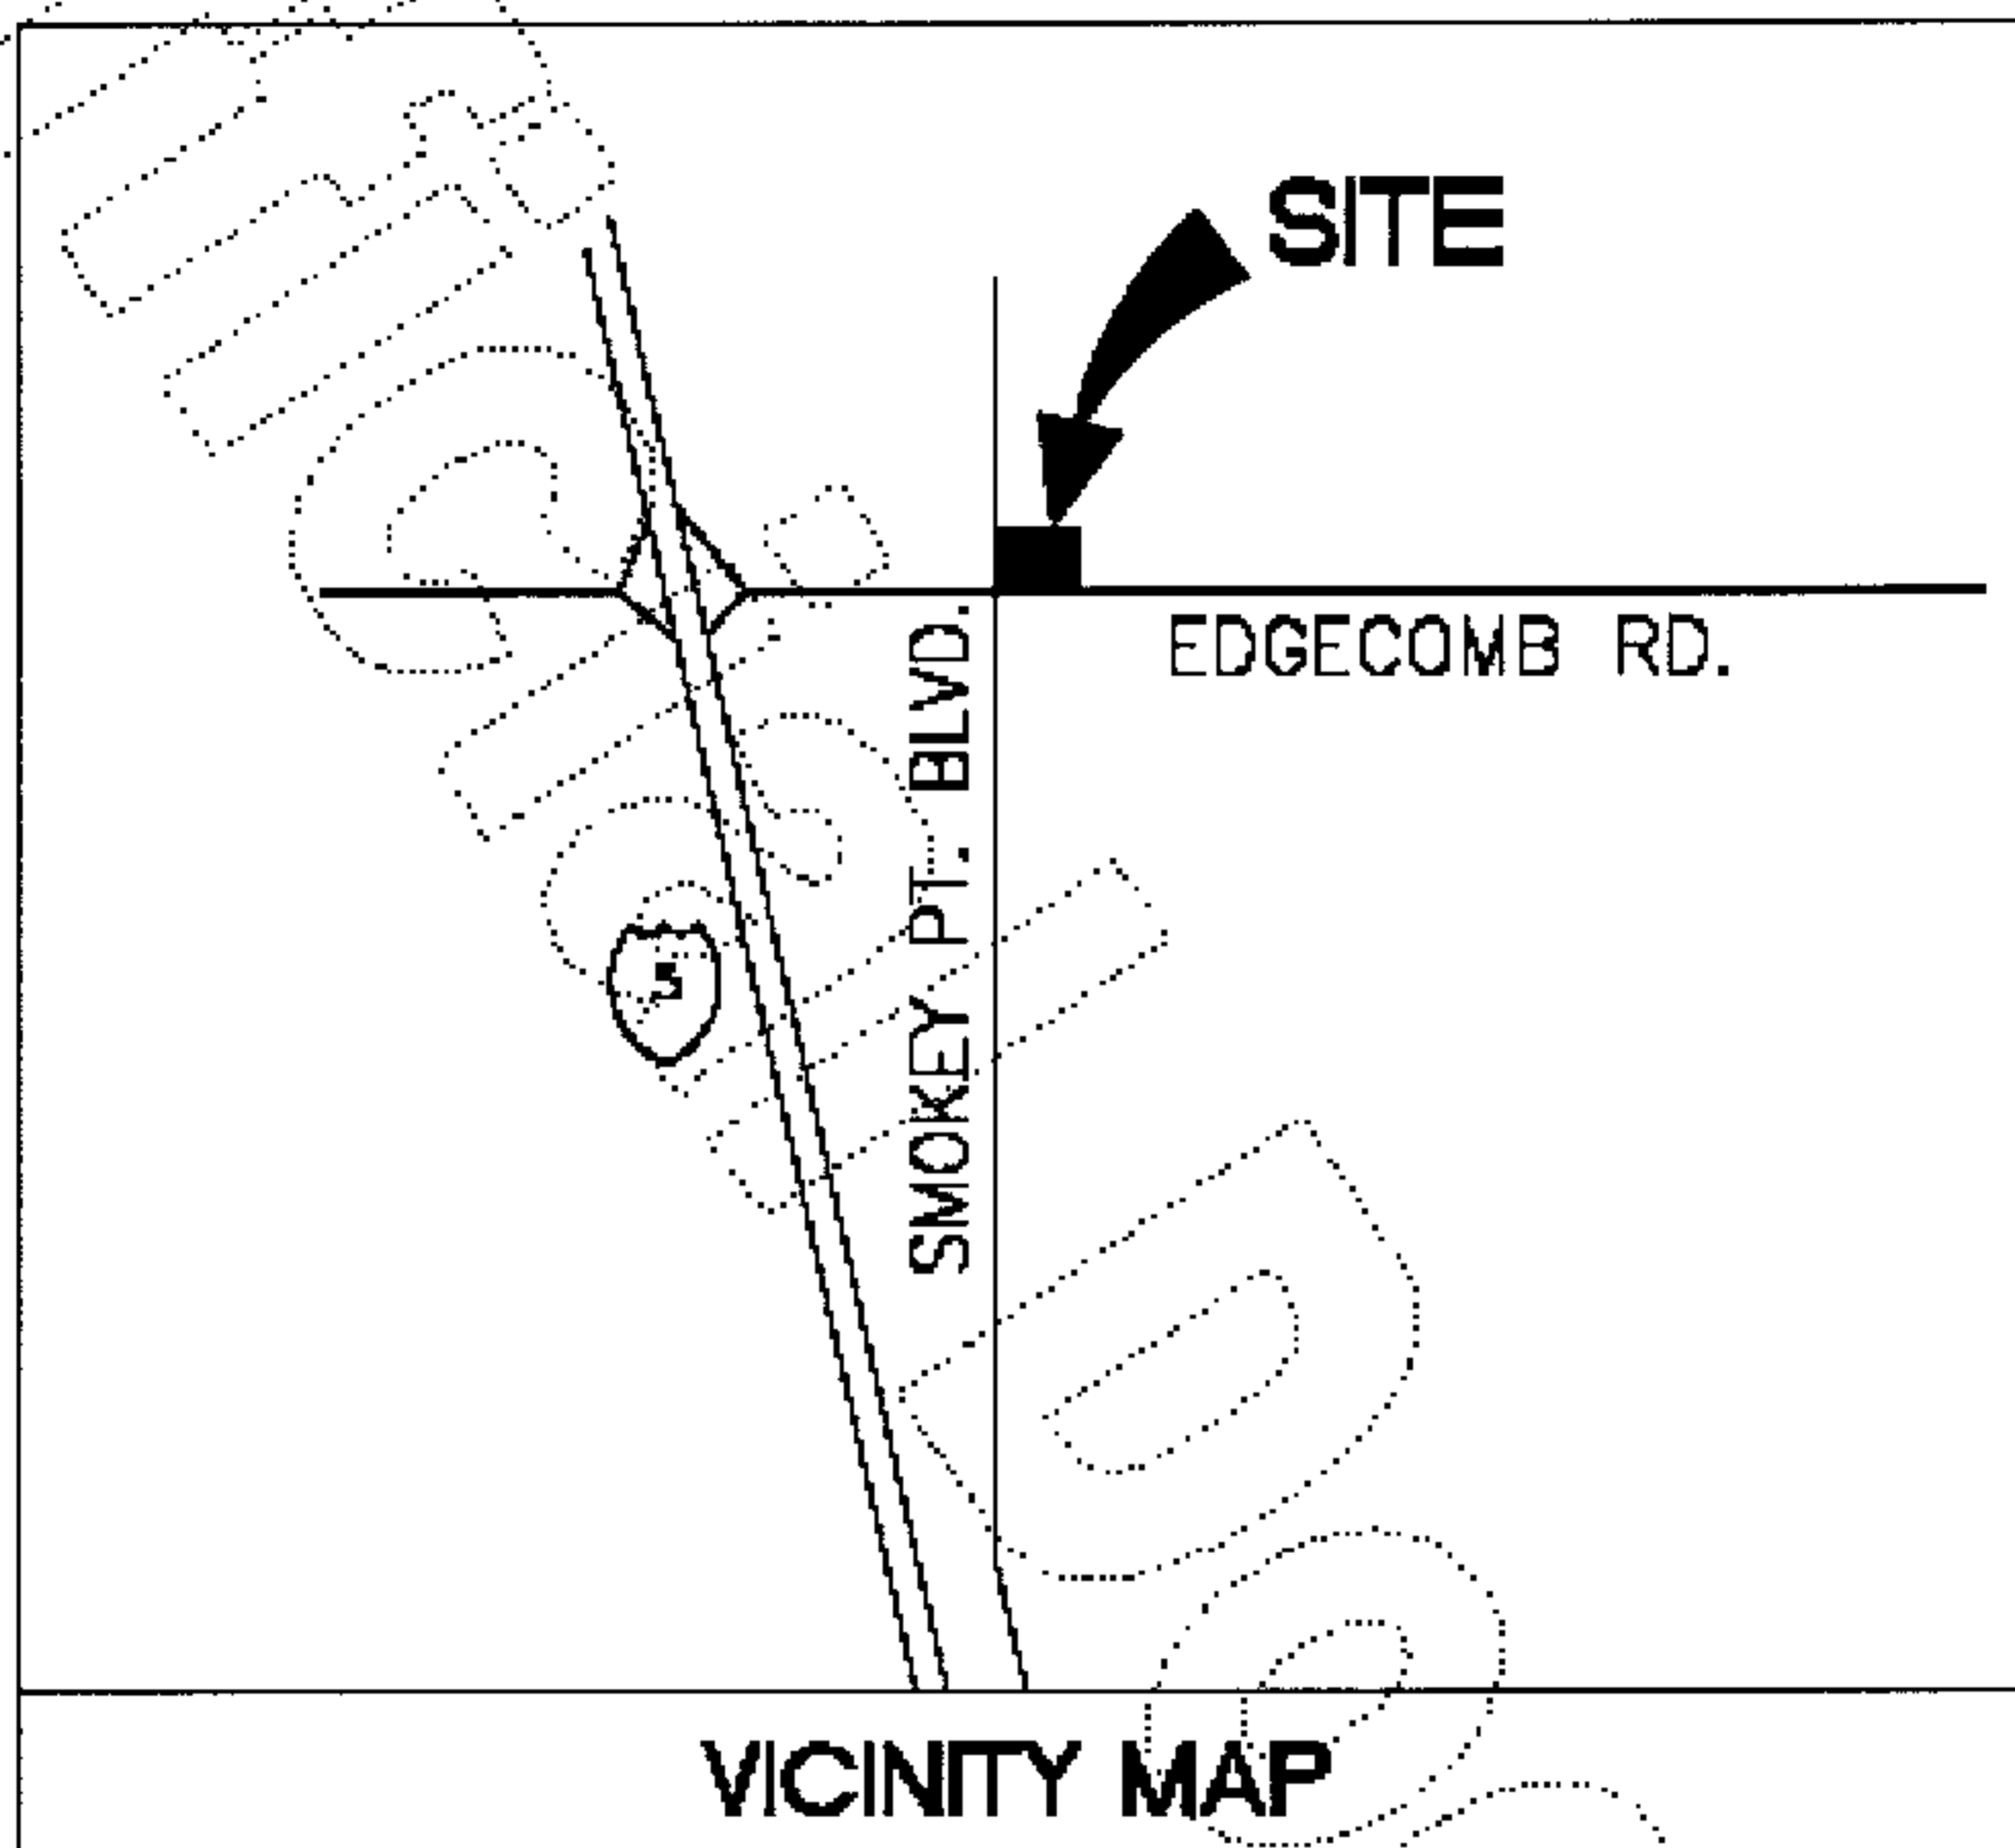 SITE
EDGECOMB RD.
SMOKEY PT. BLVD.
5
VICINITY MAP